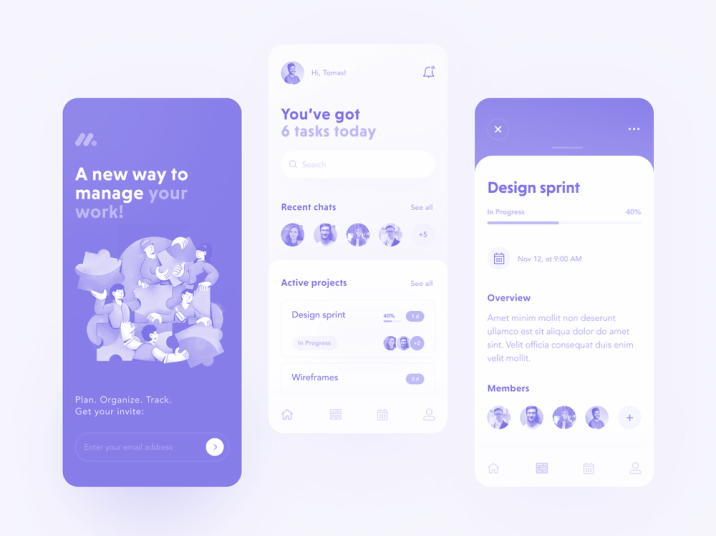 A new way to
manage your
work!
Plan. Organize. Track.
Get your invite:
Enter your email address
Hi, Tomas!
You've got
6 tasks today
Search
Recent chats
See all
+5
Active projects
See all
Design sprint
40%
In Progress
+2
Wireframes
Design sprint
In Progress
40%
Nov 12, at 9:00 AM
Overview
Amet minim mollit non deserunt
ullamco est sit aliqua dolor do amet
sint. Velit officia consequat duis enim
velit mollit.
Members
+